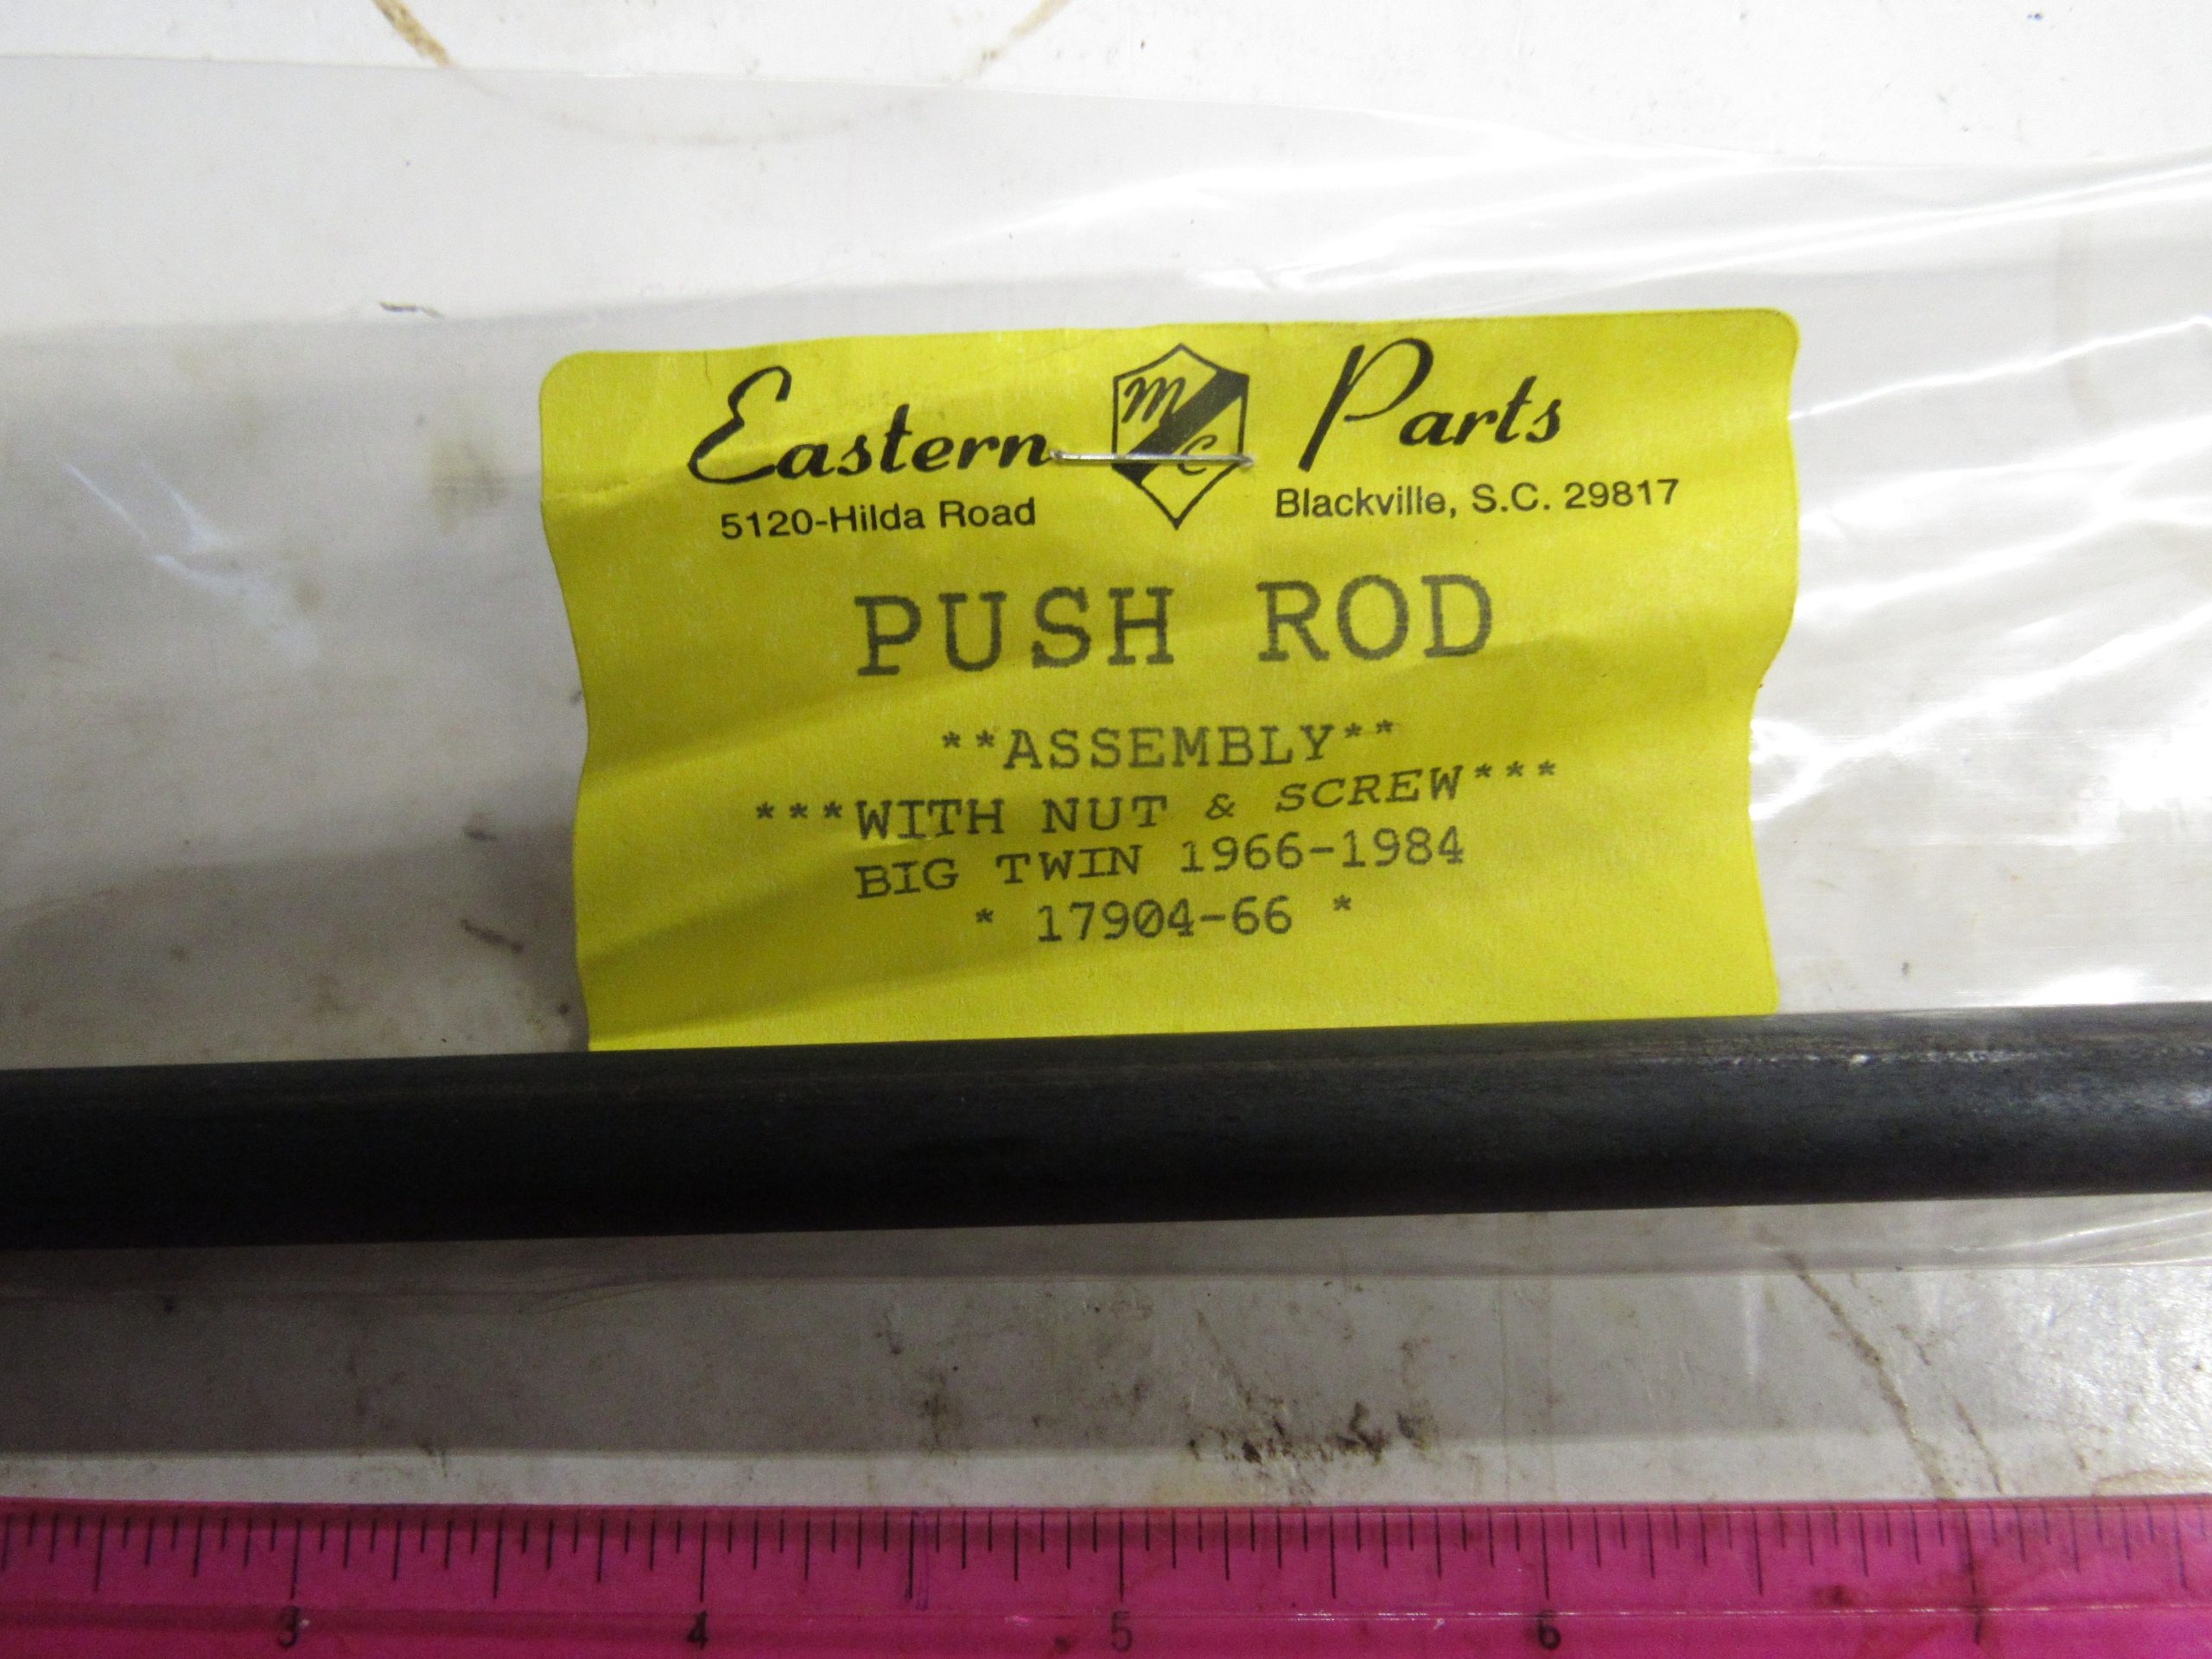 Eastern MC Parts
5120-Hilda Road Blackville, S.C. 29817
PUSH ROD
**ASSEMBLY**
***WITH NUT & SCREW***
BIG TWIN 1966-1984
* 17904-66 *
3 4 5 6 7